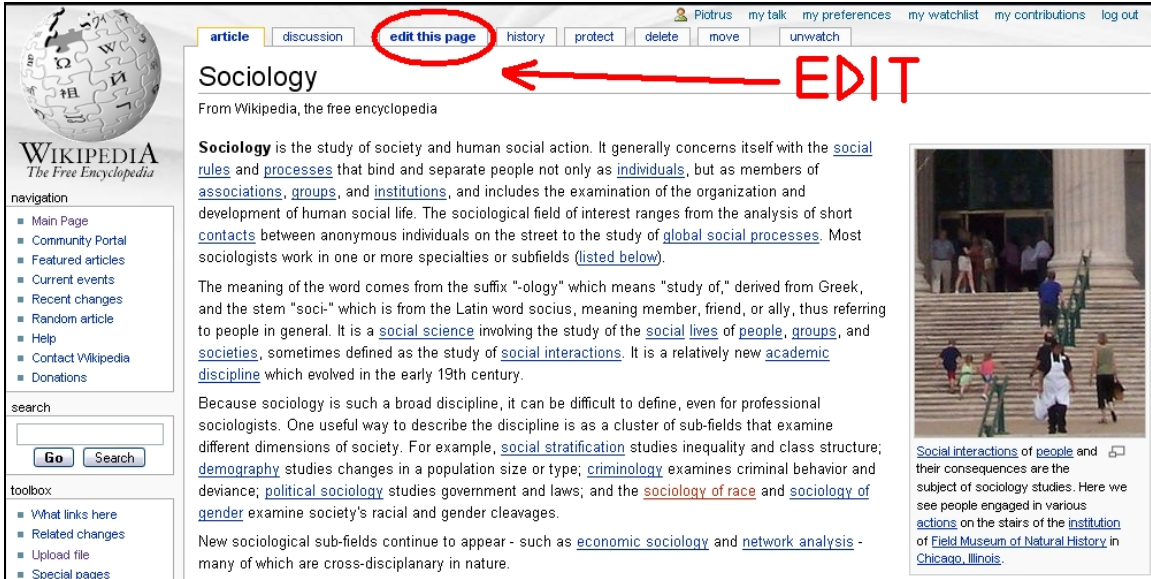 Piotrus my talk my preferences my watchlist my contributions log out
article discussion edit this page history protect delete move unwatch
EDIT
WIKIPEDIA
The Free Encyclopedia
navigation
Main Page
Community Portal
Featured articles
Current events
Recent changes
Random article
Help
Contact Wikipedia
Donations
search
Go Search
toolbox
What links here
Related changes
Upload file
Special pages
Sociology
From Wikipedia, the free encyclopedia
Sociology is the study of society and human social action. It generally concerns itself with the social
rules and processes that bind and separate people not only as individuals, but as members of
associations, groups, and institutions, and includes the examination of the organization and
development of human social life. The sociological field of interest ranges from the analysis of short
contacts between anonymous individuals on the street to the study of global social processes. Most
sociologists work in one or more specialties or subfields (listed below).
The meaning of the word comes from the suffix "-ology" which means "study of," derived from Greek,
and the stem "soci-" which is from the Latin word socius, meaning member, friend, or ally, thus referring
to people in general. It is a social science involving the study of the social lives of people, groups, and
societies, sometimes defined as the study of social interactions. It is a relatively new academic
discipline which evolved in the early 19th century.
Because sociology is such a broad discipline, it can be difficult to define, even for professional
sociologists. One useful way to describe the discipline is as a cluster of sub-fields that examine
different dimensions of society. For example, social stratification studies inequality and class structure;
demography studies changes in a population size or type; criminology examines criminal behavior and
deviance; political sociology studies government and laws; and the sociology of race and sociology of
gender examine society's racial and gender cleavages.
New sociological sub-fields continue to appear - such as economic sociology and network analysis -
many of which are cross-disciplanary in nature.
Social interactions of people and
their consequences are the
subject of sociology studies. Here we
see people engaged in various
actions on the stairs of the institution
of Field Museum of Natural History in
Chicago, Illinois.